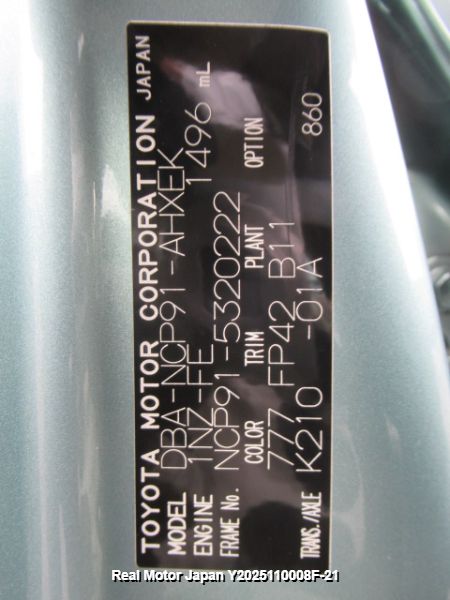 TOYOTA MOTOR CORPORATION JAPAN
MODEL DBA-NCP91-AHXEK
ENGINE 1NZ-FE 1496 mL
FRAME No. NCP91-5320222
COLOR TRIM PLANT OPTION
777 FP42 B11 860
TRANS./AXLE K210 -01A
Real Motor Japan Y2025110008F-21